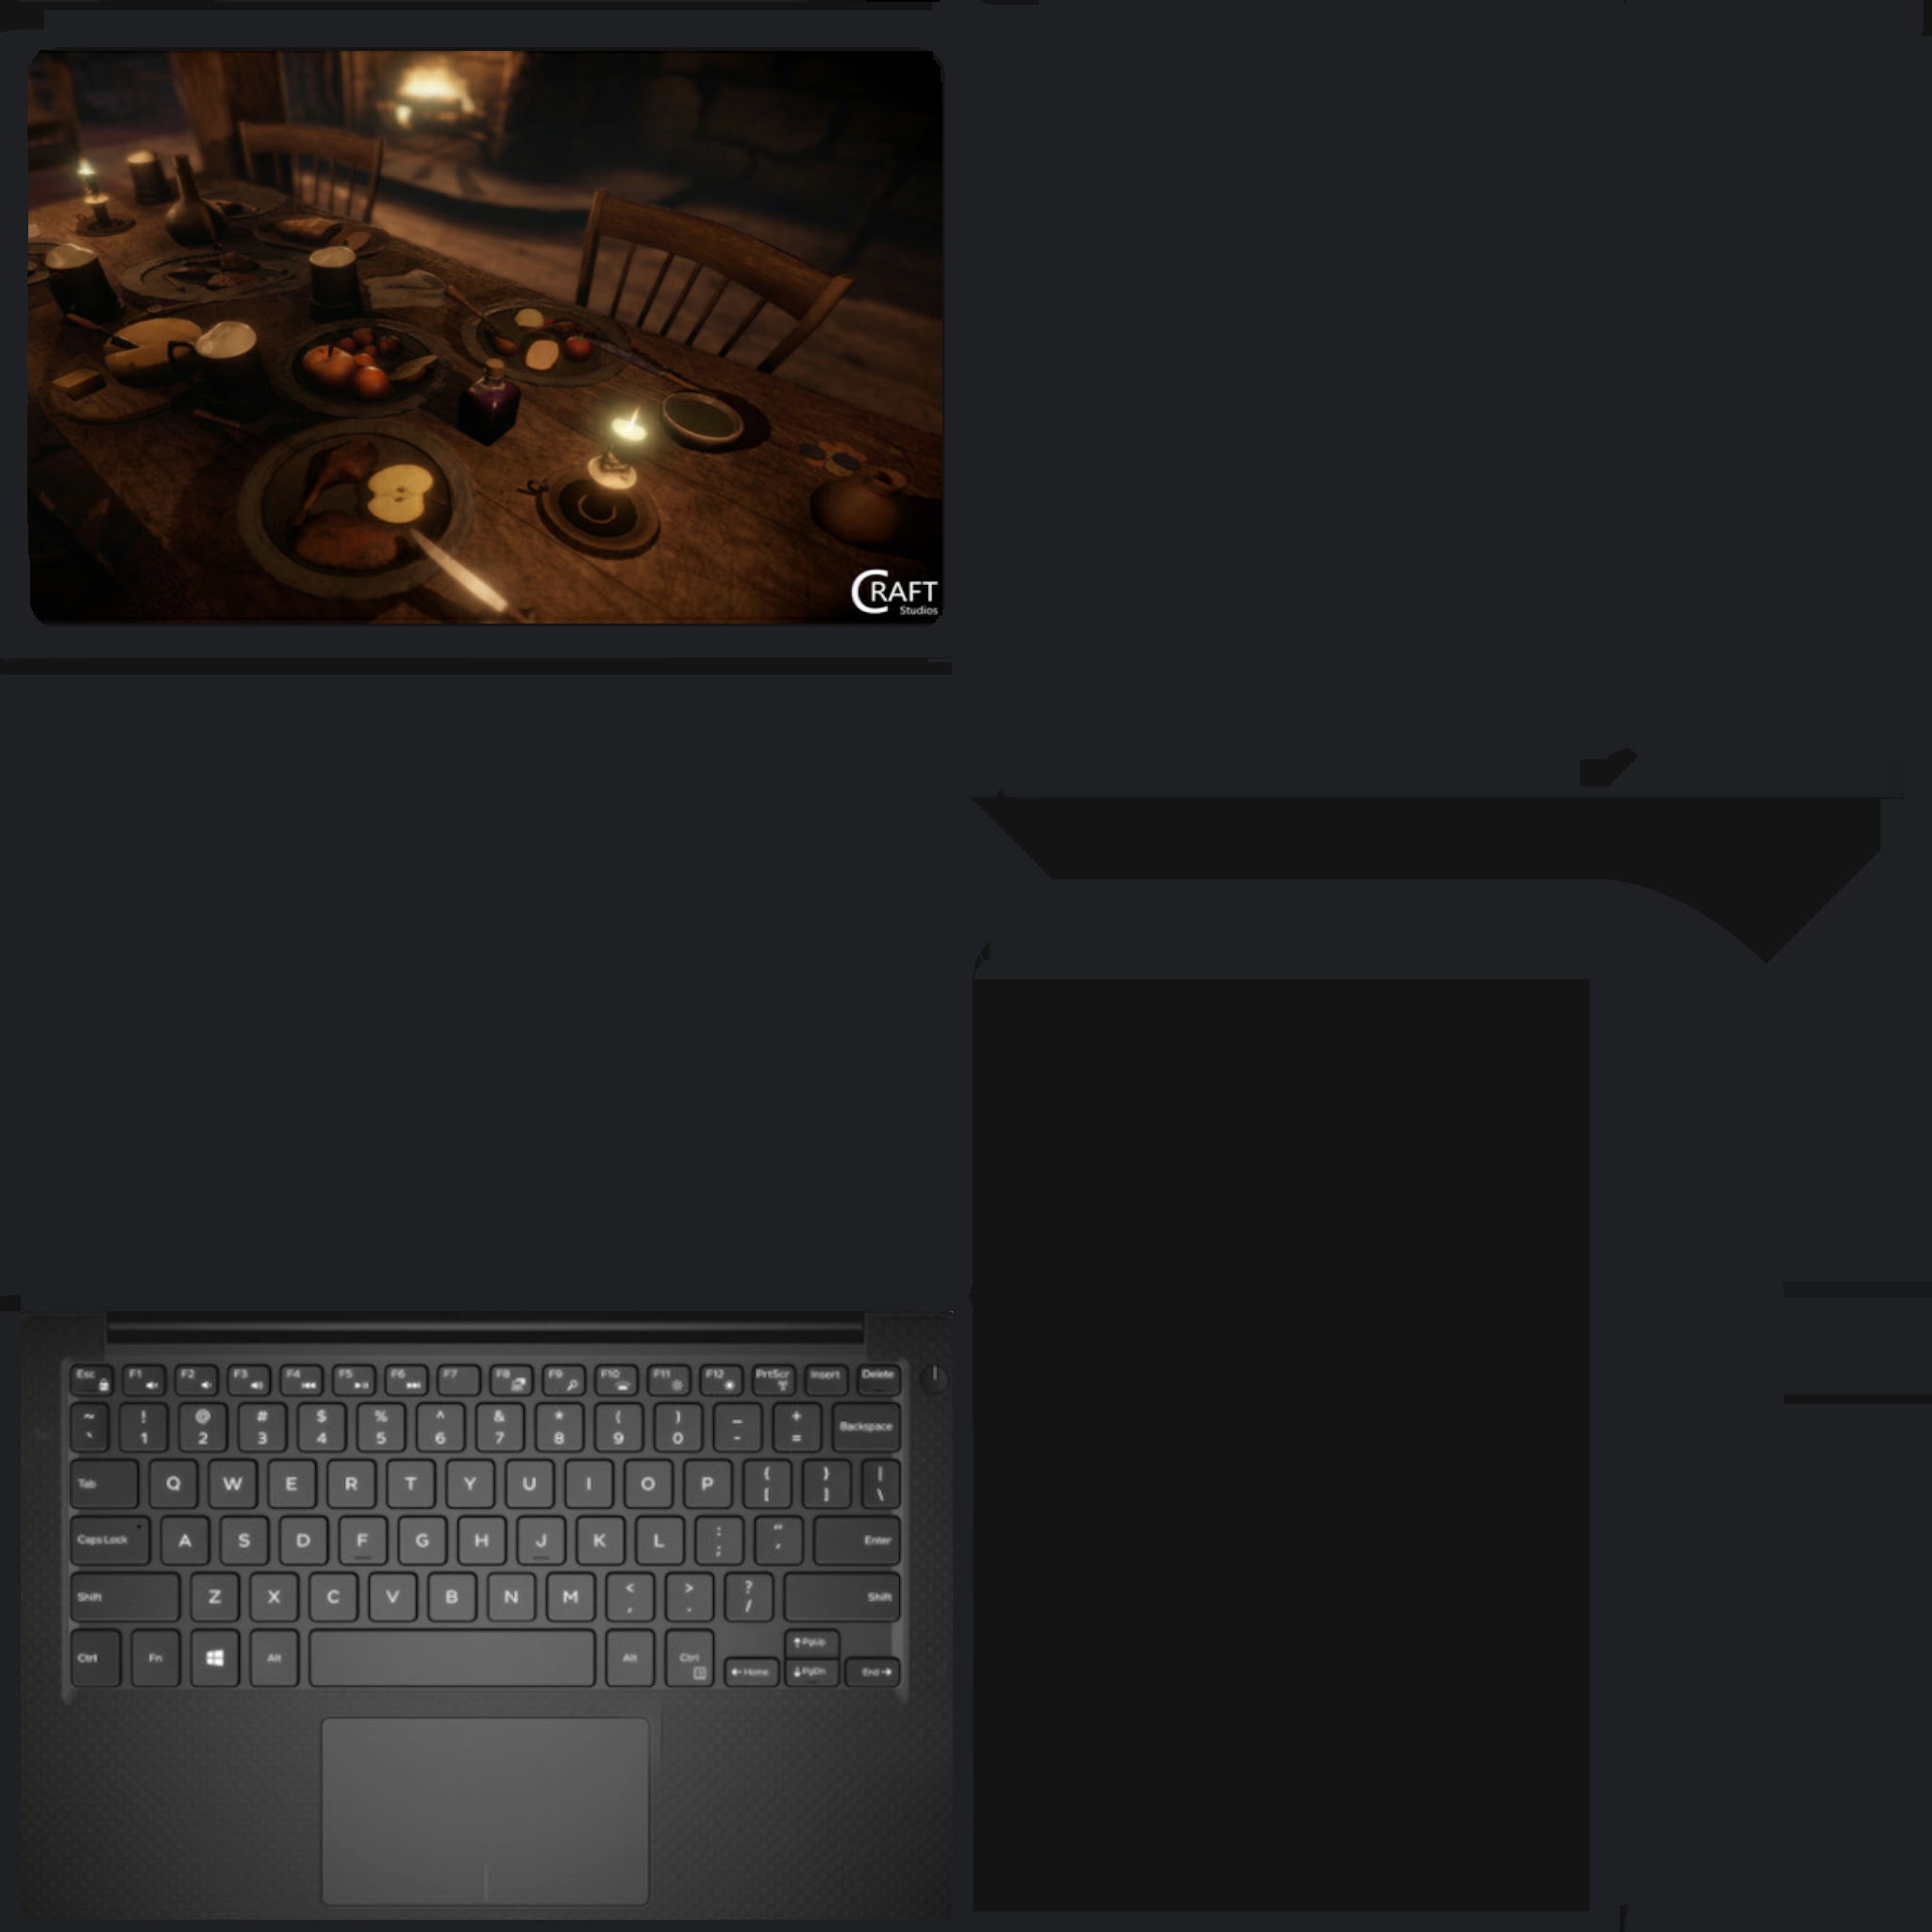 CRAFT
Studios
Esc F1 F2 F3 F4 F5 F6 F7 F8 F9 F10 F11 F12 PrtScr Insert Delete
~ ! @ # $ % ^ & * ( ) _ +
` 1 2 3 4 5 6 7 8 9 0 - = Backspace
Tab Q W E R T Y U I O P { [ } ] | \
Caps Lock A S D F G H J K L : ; " ' Enter
Shift Z X C V B N M < , > . ? / Shift
Ctrl Fn Alt Alt Ctrl Home PgUp PgDn End